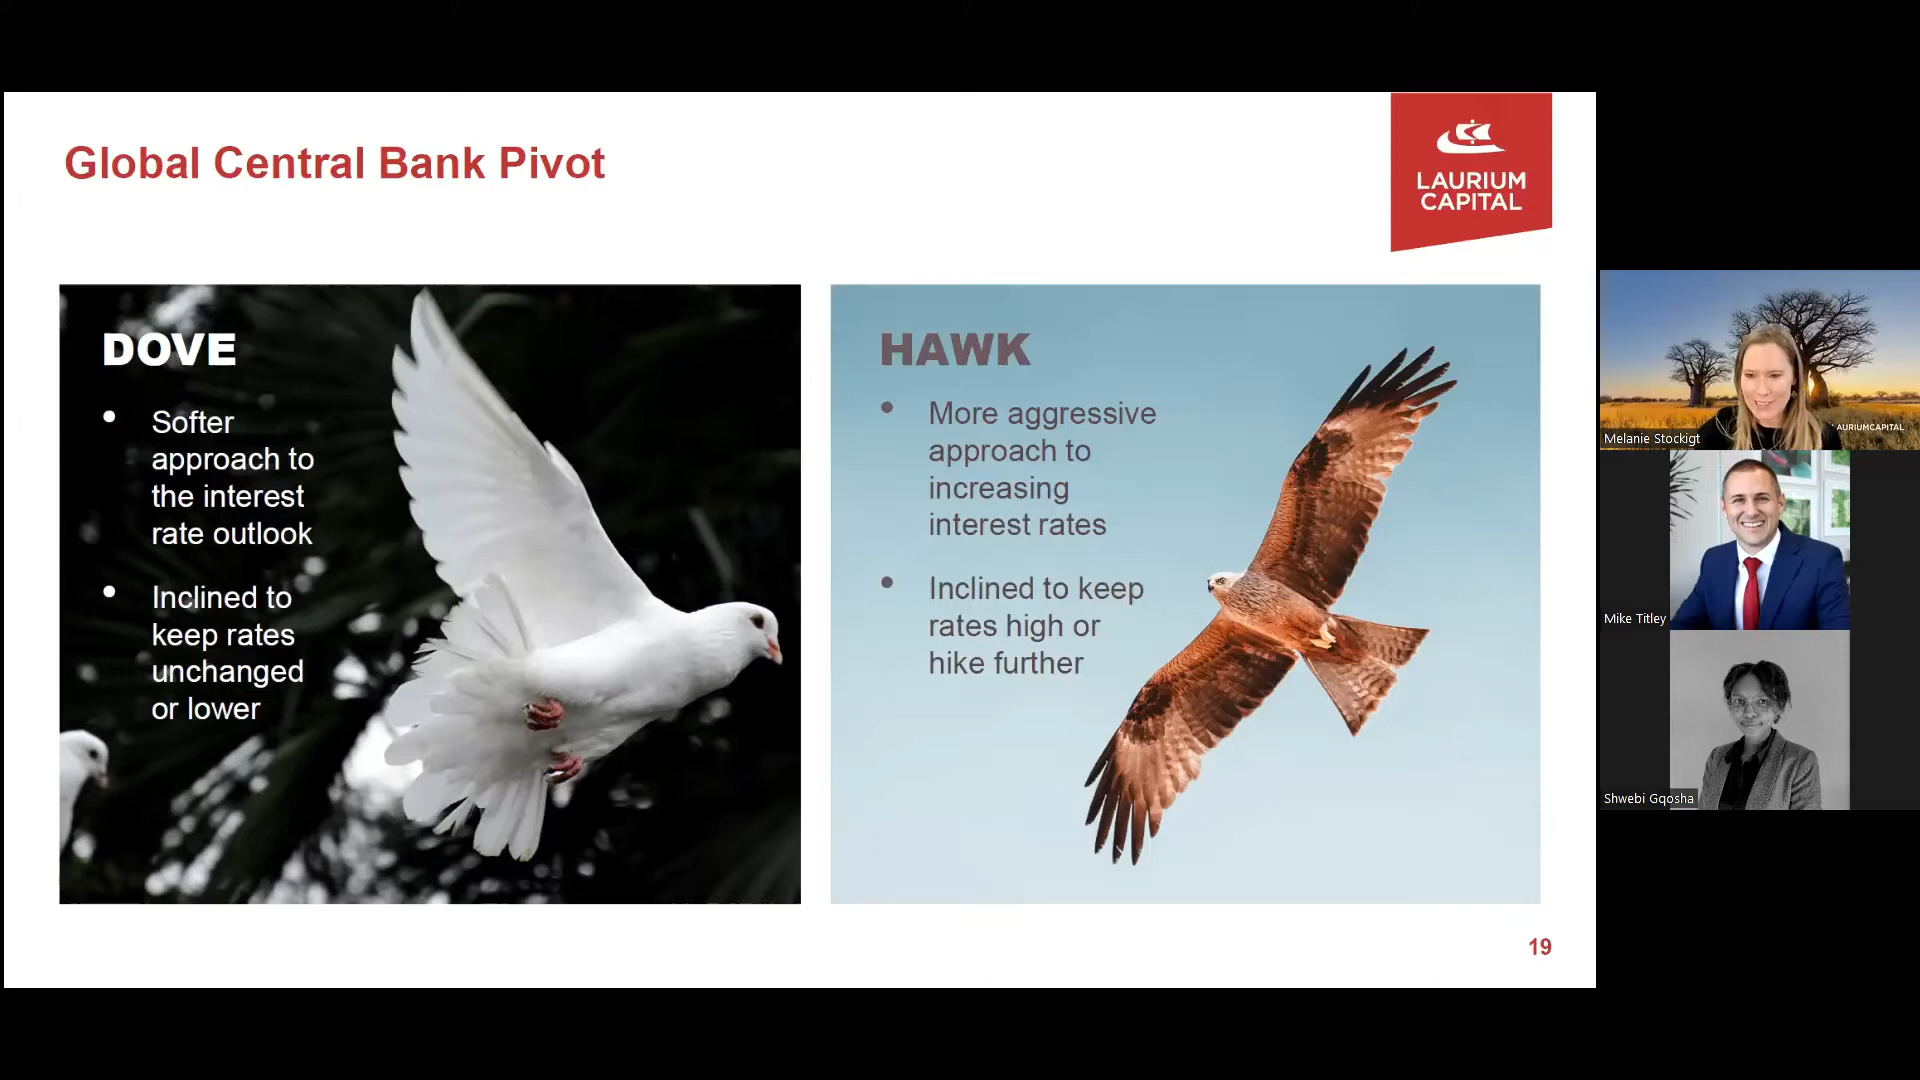 Global Central Bank Pivot
LAURIUM
CAPITAL
DOVE
• Softer
approach to
the interest
rate outlook
• Inclined to
keep rates
unchanged
or lower
HAWK
• More aggressive
approach to
increasing
interest rates
• Inclined to keep
rates high or
hike further
19
AURIUMCAPITAL
Melanie Stockigt
Mike Titley
Shwebi Gqosha